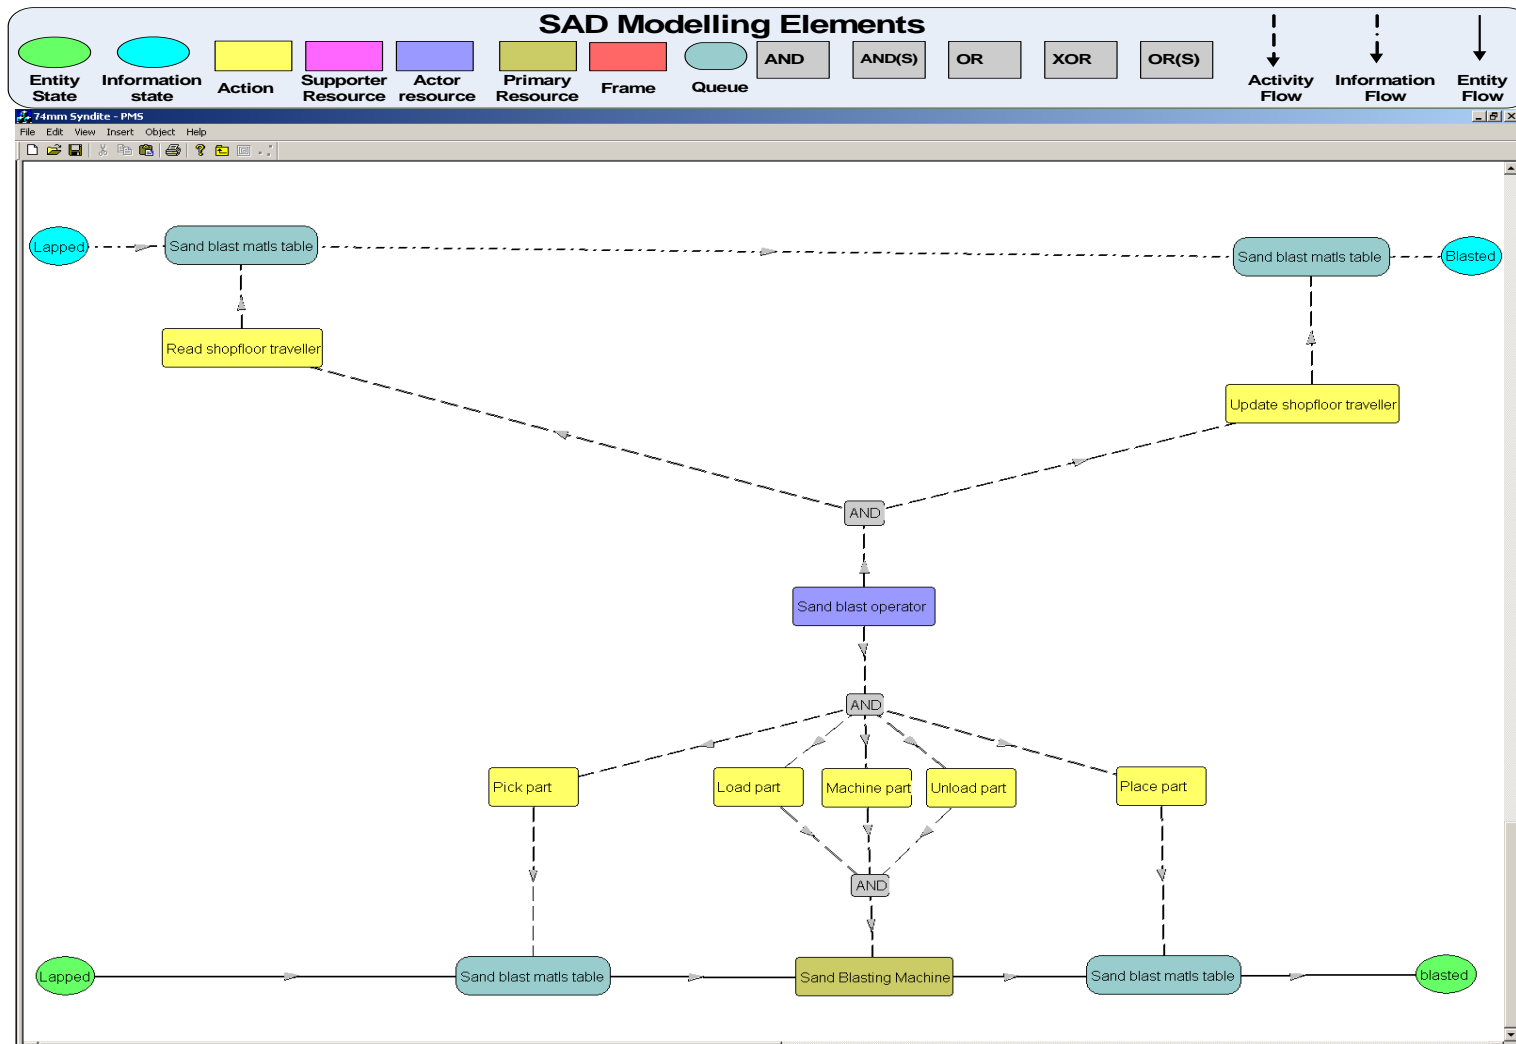 SAD Modelling Elements
AND
AND(S)
OR
XOR
OR(S)
Entity
State
Information
state
Action
Supporter
Resource
Actor
resource
Primary
Resource
Frame
Queue
Activity
Flow
Information
Flow
Entity
Flow
74mm Syndite - PMS
File Edit View Insert Object Help
Lapped
Sand blast matls table
Sand blast matls table
Blasted
Read shopfloor traveller
Update shopfloor traveller
AND
Sand blast operator
AND
Pick part
Load part
Machine part
Unload part
Place part
AND
Lapped
Sand blast matls table
Sand Blasting Machine
Sand blast matls table
blasted